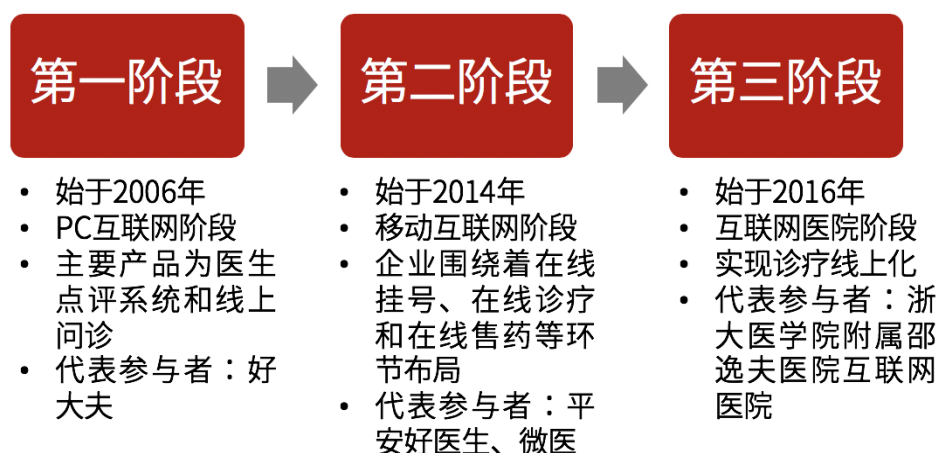 第一阶段
• 始于2006年
• PC互联网阶段
• 主要产品为医生
点评系统和线上
问诊
• 代表参与者：好
大夫
第二阶段
• 始于2014年
• 移动互联网阶段
• 企业围绕着在线
挂号、在线诊疗
和在线售药等环
节布局
• 代表参与者：平
安好医生、微医
第三阶段
• 始于2016年
• 互联网医院阶段
• 实现诊疗线上化
• 代表参与者：浙
大医学院附属邵
逸夫医院互联网
医院